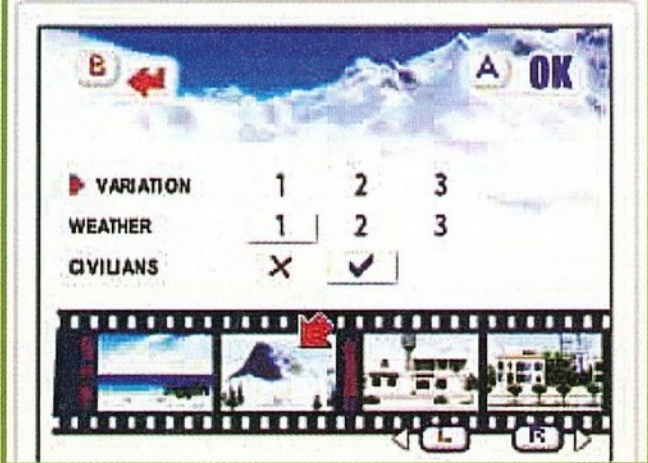 B A OK
VARIATION 1 2 3
WEATHER 1 2 3
CIVILIANS
L R